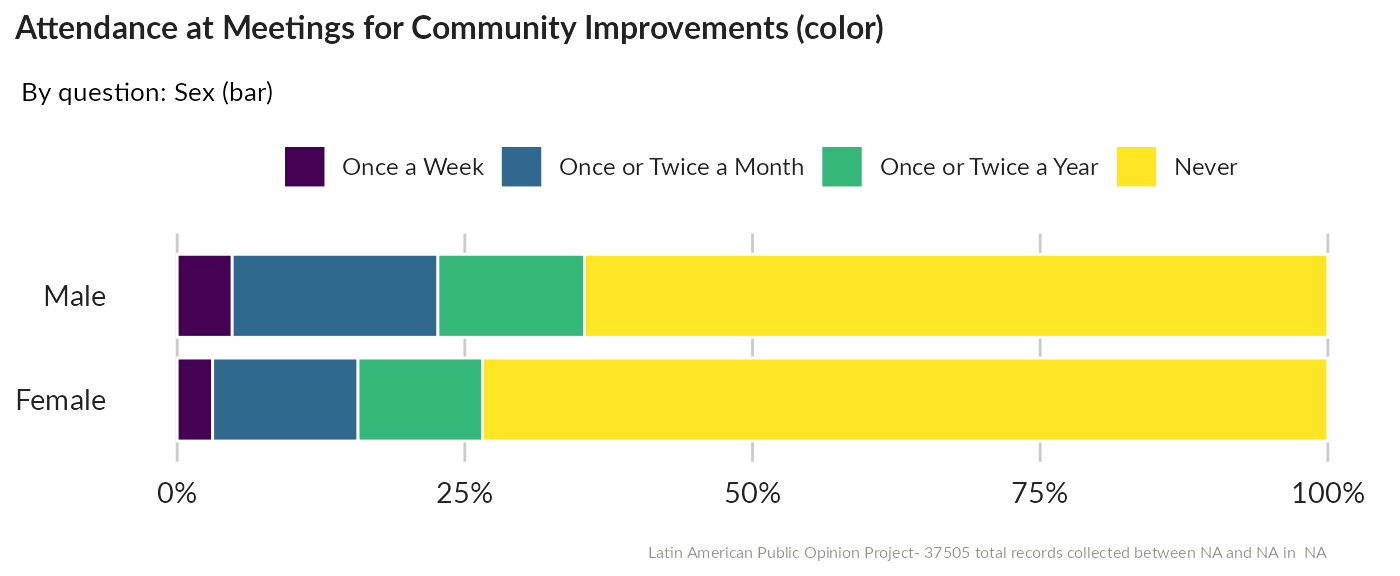 Attendance at Meetings for Community Improvements (color)
By question: Sex (bar)
Once a Week Once or Twice a Month Once or Twice a Year Never
Male
Female
0% 25% 50% 75% 100%
Latin American Public Opinion Project- 37505 total records collected between NA and NA in  NA